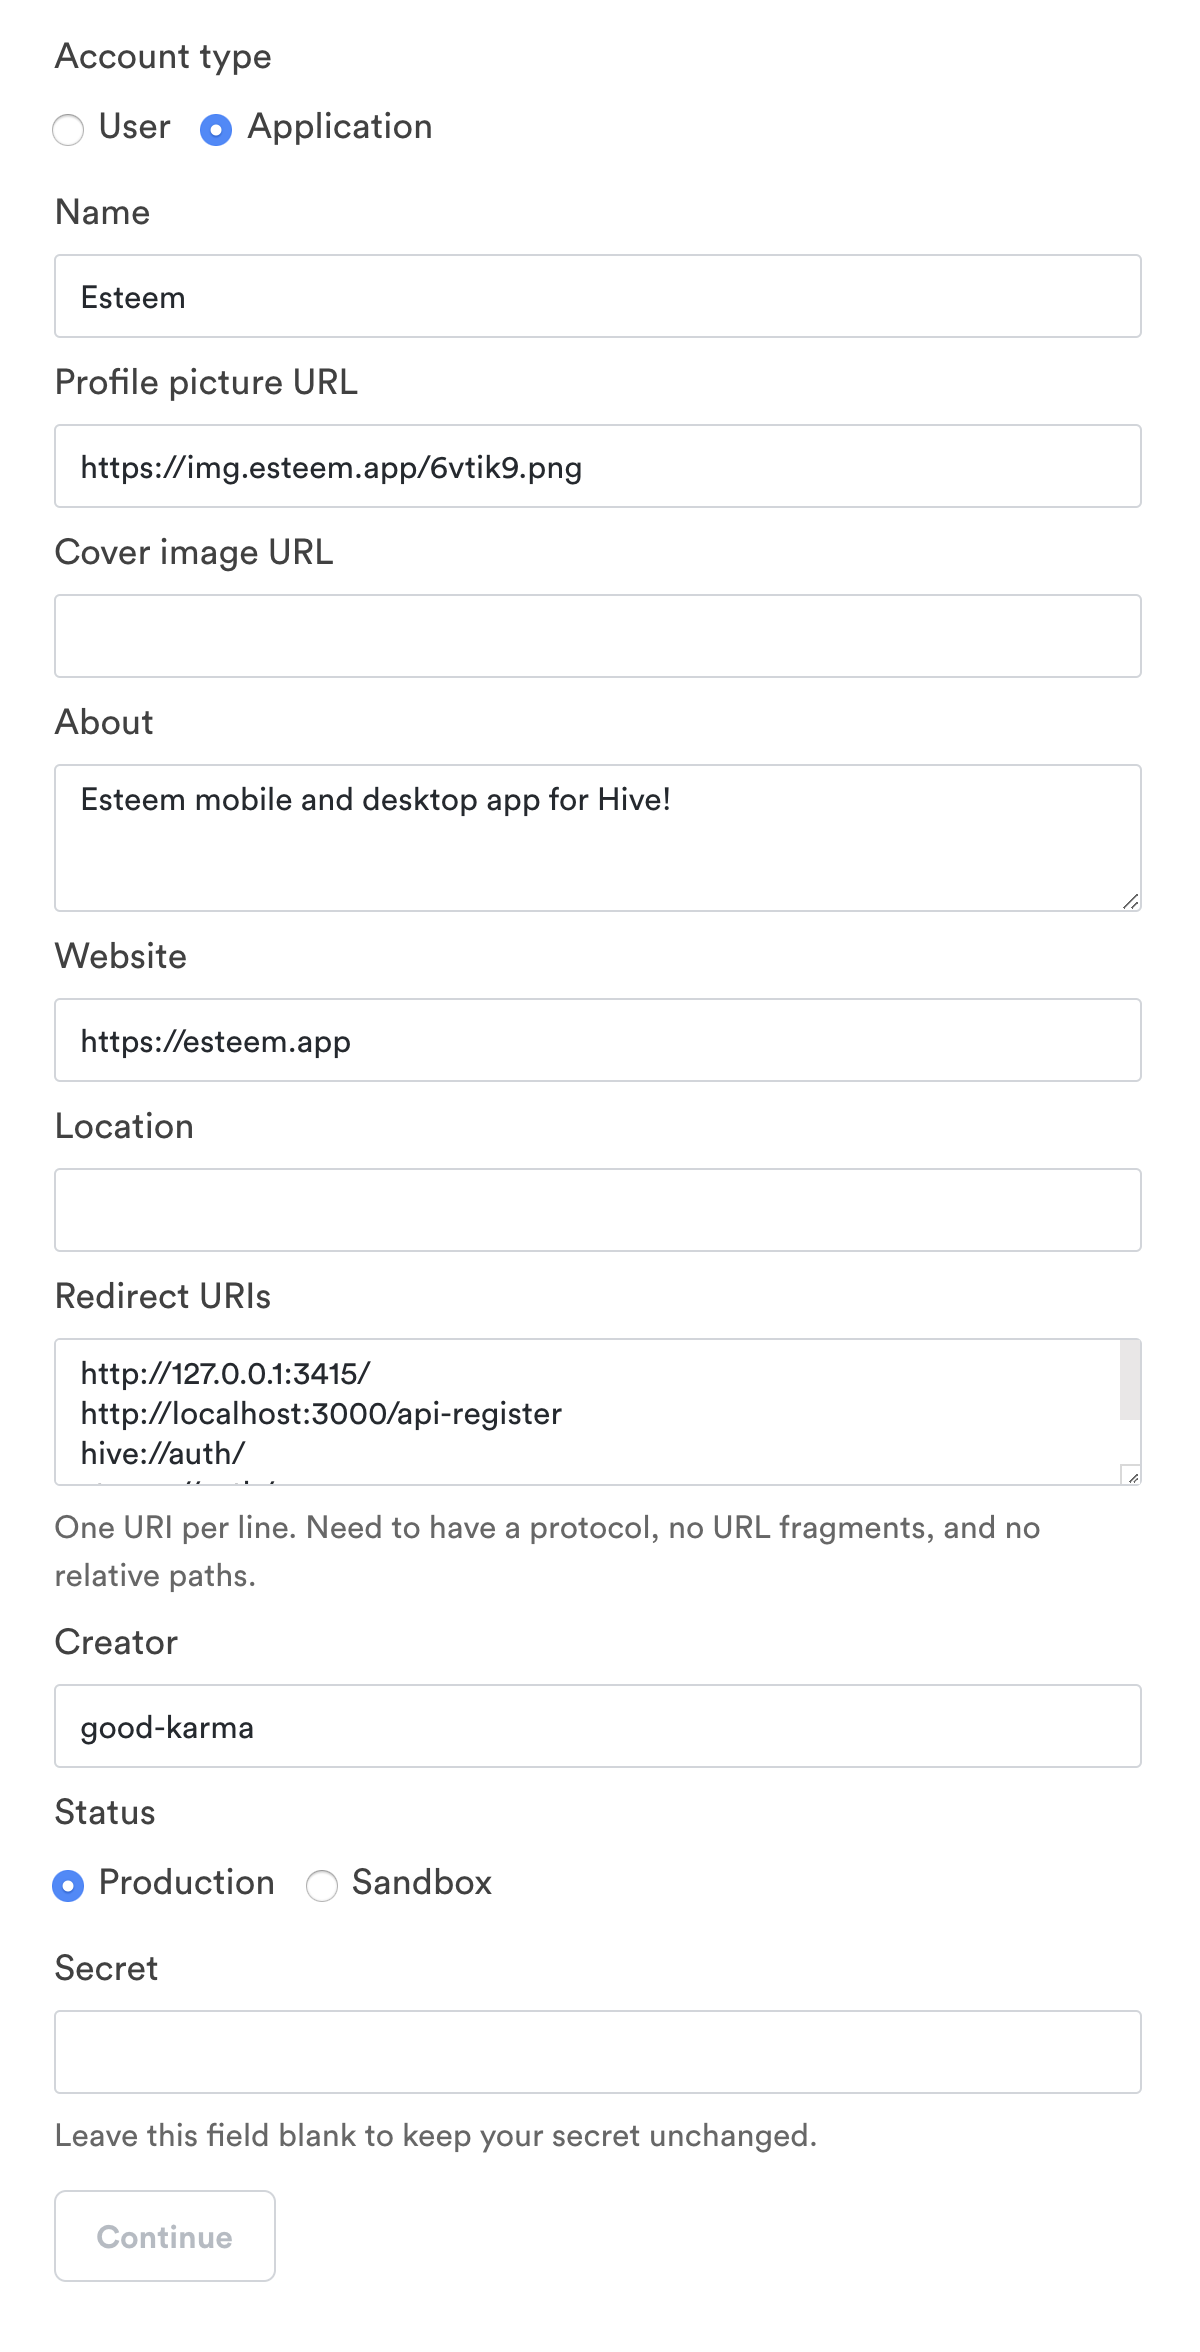 Account type
User Application
Name
Esteem
Profile picture URL
https://img.esteem.app/6vtik9.png
Cover image URL
About
Esteem mobile and desktop app for Hive!
Website
https://esteem.app
Location
Redirect URIs
http://127.0.0.1:3415/
http://localhost:3000/api-register
hive://auth/
One URI per line. Need to have a protocol, no URL fragments, and no
relative paths.
Creator
good-karma
Status
Production Sandbox
Secret
Leave this field blank to keep your secret unchanged.
Continue